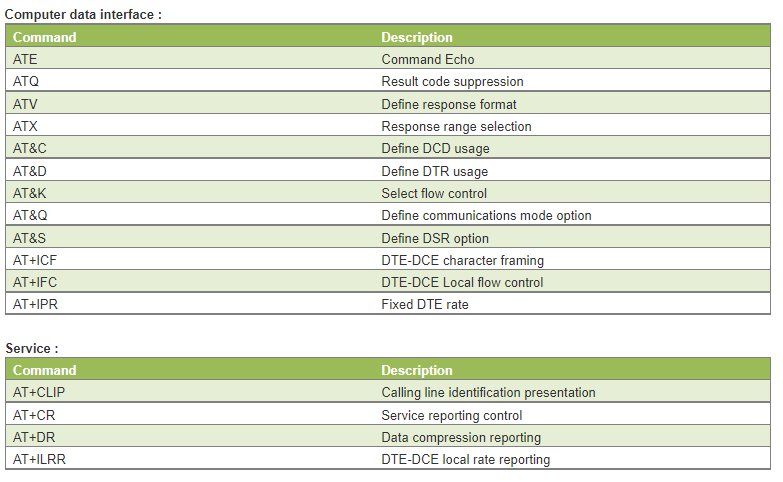 Computer data interface :
Command Description
ATE Command Echo
ATQ Result code suppression
ATV Define response format
ATX Response range selection
AT&C Define DCD usage
AT&D Define DTR usage
AT&K Select flow control
AT&Q Define communications mode option
AT&S Define DSR option
AT+ICF DTE-DCE character framing
AT+IFC DTE-DCE Local flow control
AT+IPR Fixed DTE rate
Service :
Command Description
AT+CLIP Calling line identification presentation
AT+CR Service reporting control
AT+DR Data compression reporting
AT+ILRR DTE-DCE local rate reporting